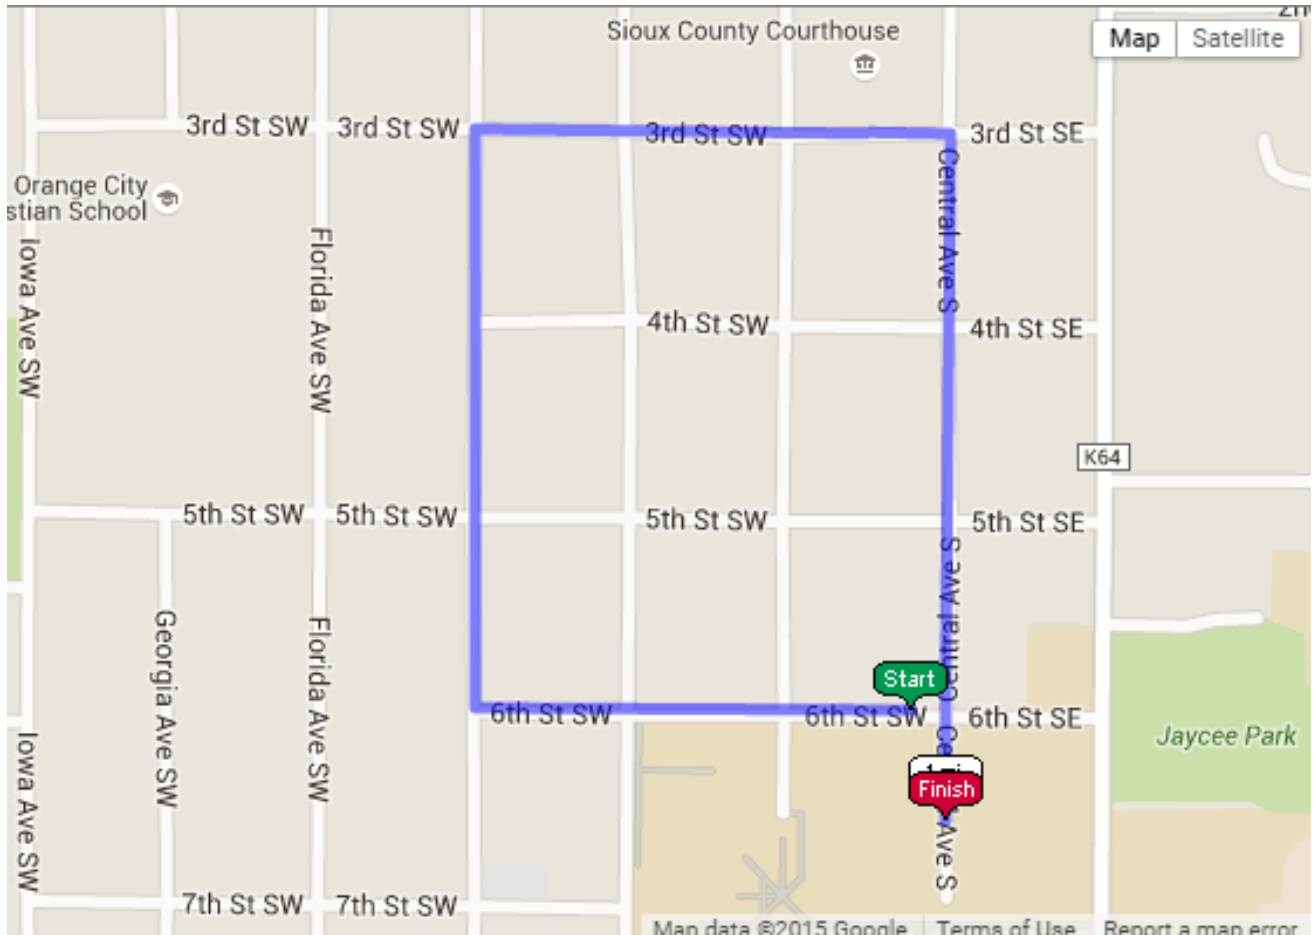 Sioux County Courthouse
Map
Satellite
3rd St SW
3rd St SW
3rd St SW
3rd St SE
Orange City
stian School
Central Ave S
Iowa Ave SW
Florida Ave SW
4th St SW
4th St SE
K64
5th St SW
5th St SW
5th St SW
5th St SE
Central Ave S
Georgia Ave SW
Florida Ave SW
Start
6th St SW
6th St SW
6th St SE
Jaycee Park
Iowa Ave SW
Finish
Ave S
7th St SW
7th St SW
Map data ©2015 Google
Terms of Use
Report a map error